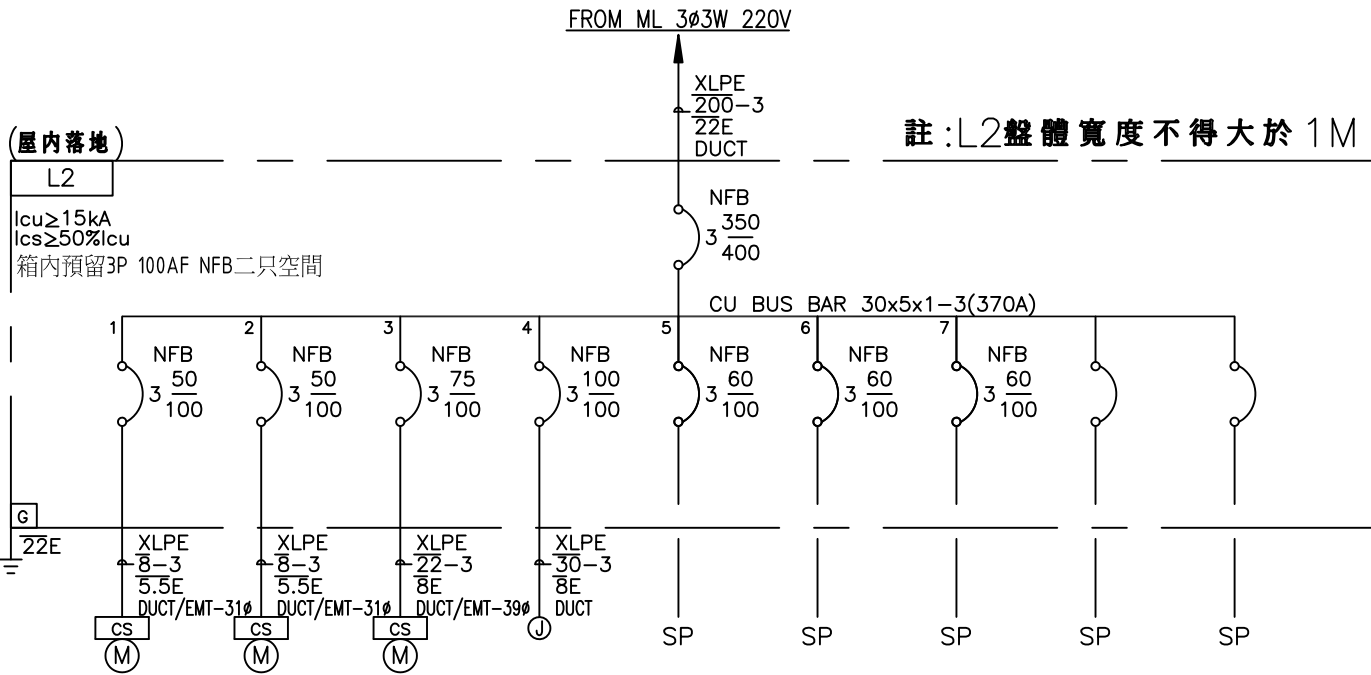 FROM ML 3ø3W 220V
XLPE
200-3
22E
DUCT
註:L2盤體寬度不得大於1M
(屋内落地)
L2
Icu≥15kA
Ics≥50%Icu
箱內預留3P 100AF NFB二只空間
NFB
3 350
400
CU BUS BAR 30x5x1-3(370A)
1
2
3
4
5
6
7
NFB
3 50
100
NFB
3 50
100
NFB
3 75
100
NFB
3 100
100
NFB
3 60
100
NFB
3 60
100
NFB
3 60
100
G
22E
XLPE
8-3
5.5E
DUCT/EMT-31ø
CS
M
XLPE
8-3
5.5E
DUCT/EMT-31ø
CS
M
XLPE
22-3
8E
DUCT/EMT-39ø
CS
M
XLPE
30-3
8E
DUCT
J
SP
SP
SP
SP
SP